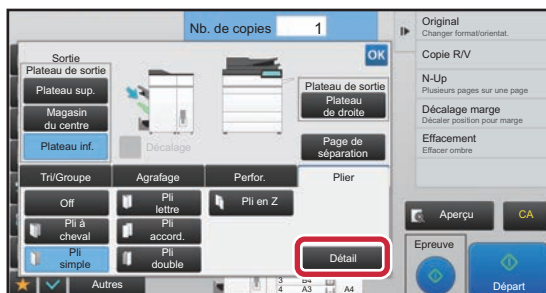 Nb. de copies 1
OK
Sortie
Plateau de sortie
Plateau sup.
Magasin
du centre
Plateau inf.
Décalage
Plateau de sortie
Plateau
de droite
Page de
séparation
Tri/Groupe
Agrafage
Perfor.
Plier
Off
Pli
lettre
Pli en Z
Pli à
cheval
Pli
accord.
Pli
simple
Pli
double
Détail
Autres
3 B4
4 A3 A4
Original
Changer format/orientat.
Copie R/V
N-Up
Plusieurs pages sur une page
Décalage marge
Décaler position pour marge
Effacement
Effacer ombre
Aperçu
CA
Epreuve
Départ